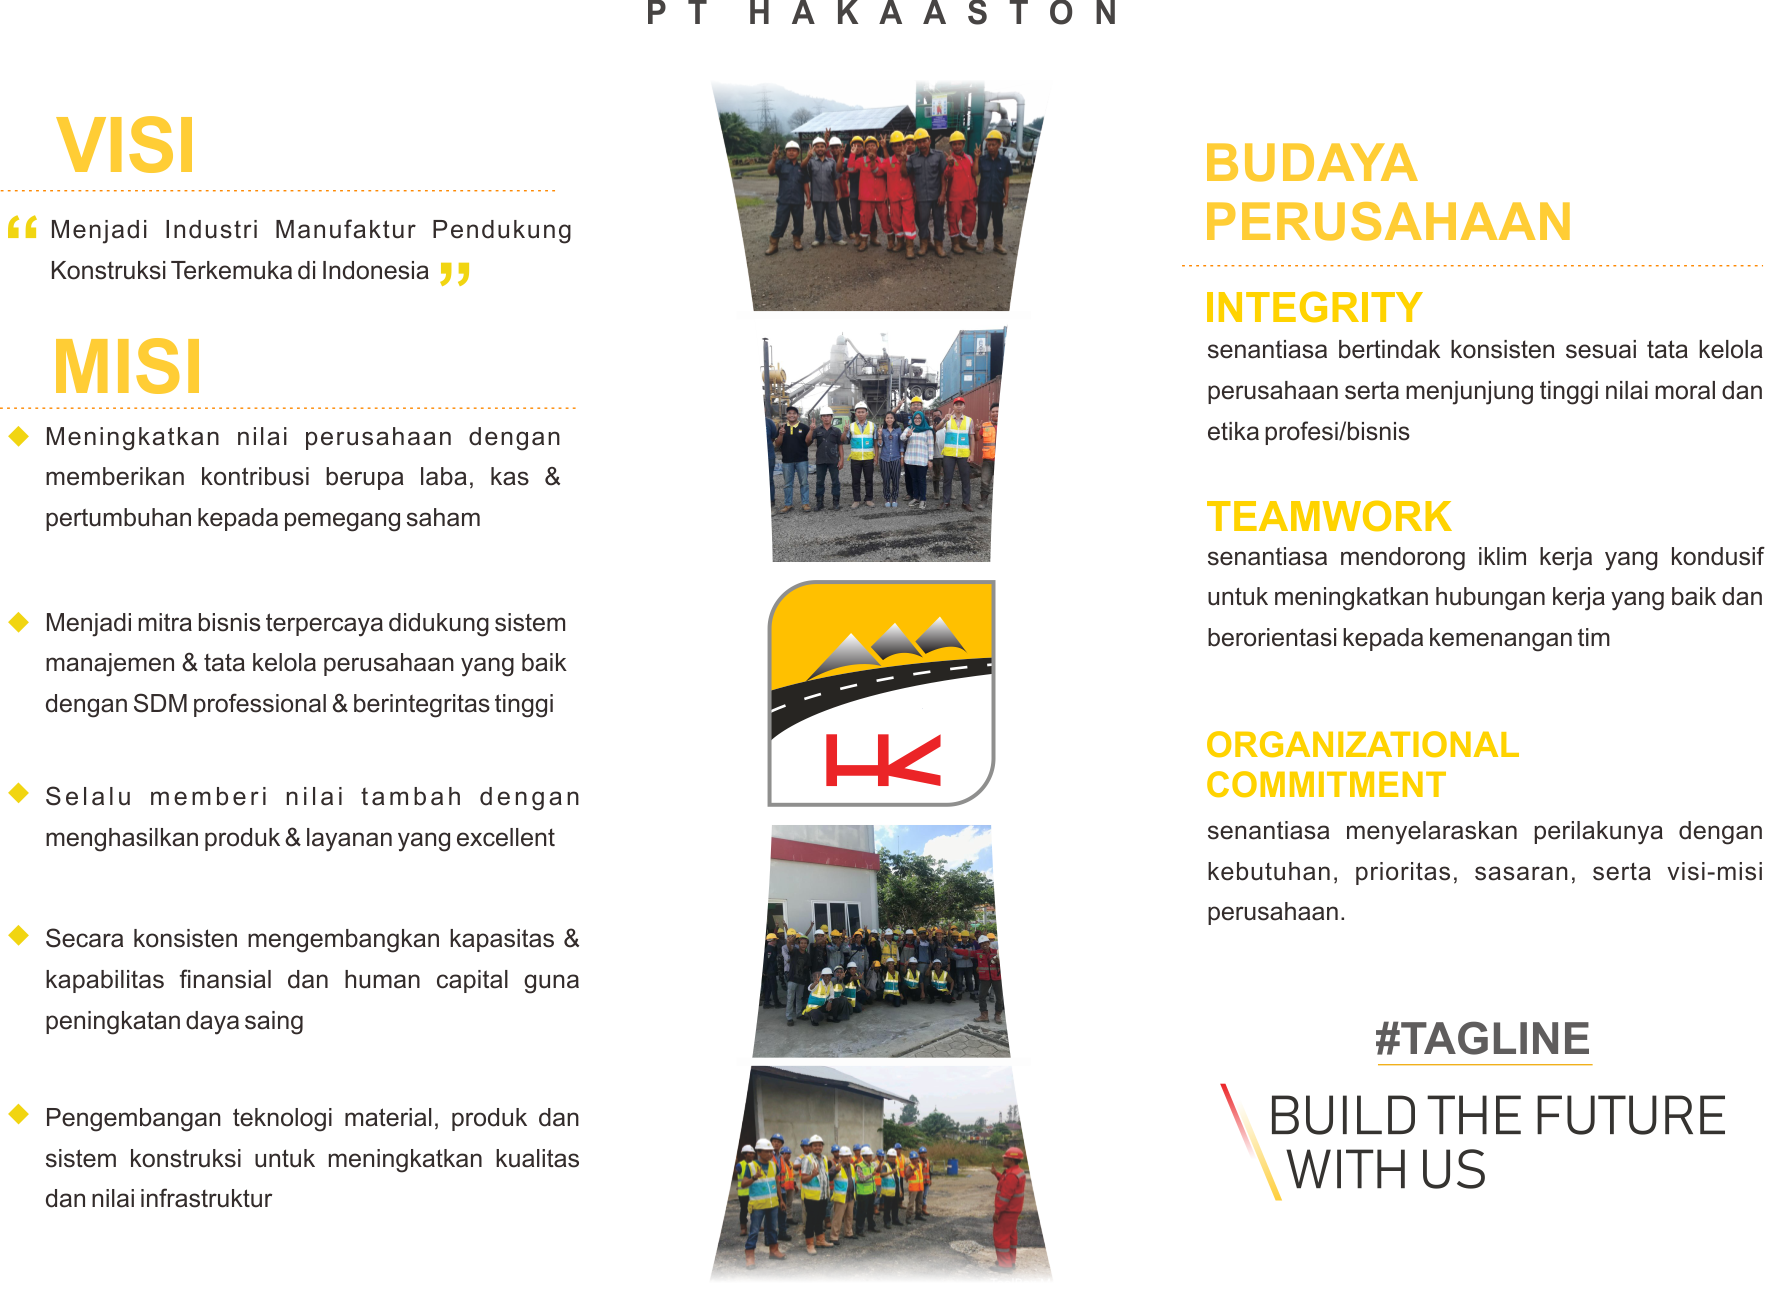 PT HAKAASTON
VISI
“ Menjadi Industri Manufaktur Pendukung
Konstruksi Terkemuka di Indonesia ”
MISI
Meningkatkan nilai perusahaan dengan
memberikan kontribusi berupa laba, kas &
pertumbuhan kepada pemegang saham
Menjadi mitra bisnis terpercaya didukung sistem
manajemen & tata kelola perusahaan yang baik
dengan SDM professional & berintegritas tinggi
Selalu memberi nilai tambah dengan
menghasilkan produk & layanan yang excellent
Secara konsisten mengembangkan kapasitas &
kapabilitas finansial dan human capital guna
peningkatan daya saing
Pengembangan teknologi material, produk dan
sistem konstruksi untuk meningkatkan kualitas
dan nilai infrastruktur
HK
BUDAYA
PERUSAHAAN
INTEGRITY
senantiasa bertindak konsisten sesuai tata kelola
perusahaan serta menjunjung tinggi nilai moral dan
etika profesi/bisnis
TEAMWORK
senantiasa mendorong iklim kerja yang kondusif
untuk meningkatkan hubungan kerja yang baik dan
berorientasi kepada kemenangan tim
ORGANIZATIONAL
COMMITMENT
senantiasa menyelaraskan perilakunya dengan
kebutuhan, prioritas, sasaran, serta visi-misi
perusahaan.
#TAGLINE
BUILD THE FUTURE
WITH US